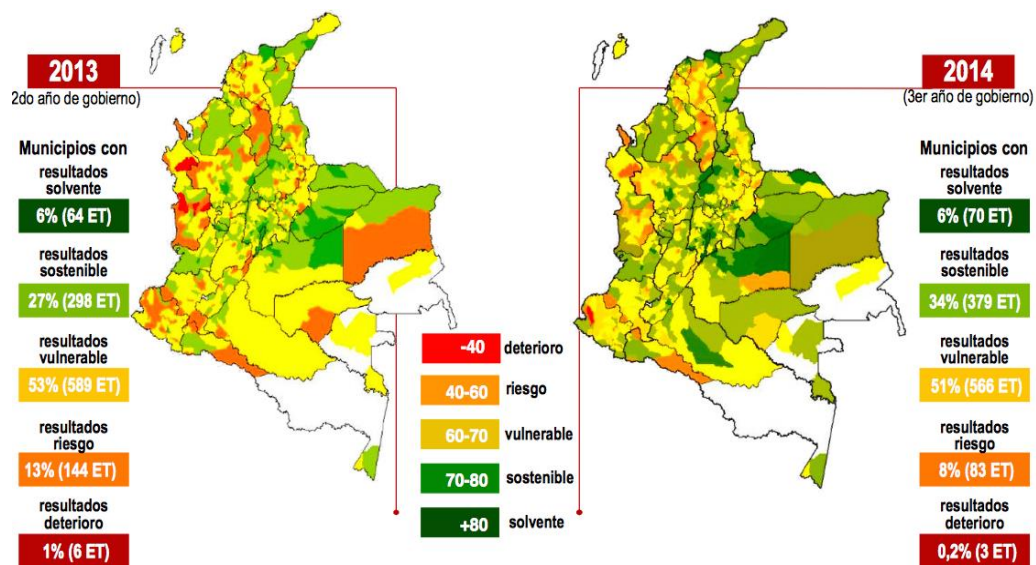 2013
2do año de gobierno)
Municipios con
resultados
solvente
6% (64 ET)
resultados
sostenible
27% (298 ET)
resultados
vulnerable
53% (589 ET)
resultados
riesgo
13% (144 ET)
resultados
deterioro
1% (6 ET)
-40 deterioro
40-60 riesgo
60-70 vulnerable
70-80 sostenible
+80 solvente
2014
(3er año de gobierno)
Municipios con
resultados
solvente
6% (70 ET)
resultados
sostenible
34% (379 ET)
resultados
vulnerable
51% (566 ET)
resultados
riesgo
8% (83 ET)
resultados
deterioro
0,2% (3 ET)